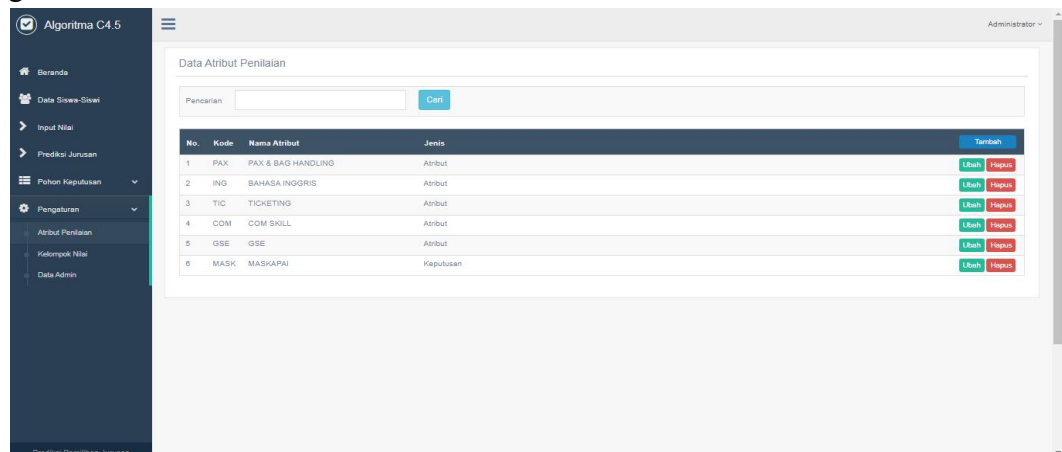 Algoritma C4.5
Administrator
Beranda
Data Siswa-Siswi
Input Nilai
Prediksi Jurusan
Pohon Keputusan
Pengaturan
Atribut Penilaian
Kelompok Nilai
Data Admin
Data Atribut Penilaian
Pencarian Cari
No. Kode Nama Atribut Jenis Tambah
1 PAX PAX & BAG HANDLING Atribut Ubah Hapus
2 ING BAHASA INGGRIS Atribut Ubah Hapus
3 TIC TICKETING Atribut Ubah Hapus
4 COM COM SKILL Atribut Ubah Hapus
5 GSE GSE Atribut Ubah Hapus
6 MASK MASKAPAI Keputusan Ubah Hapus